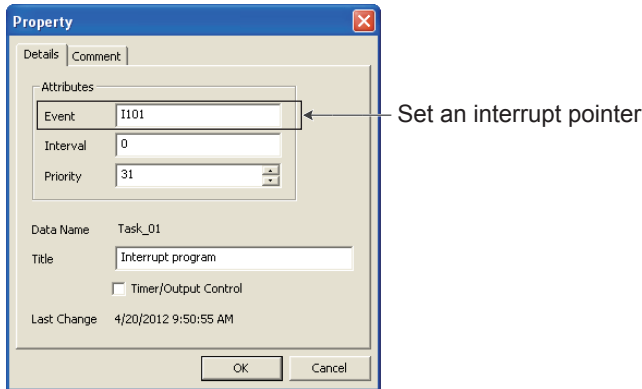 Property
Details Comment
Attributes
Event I101
Set an interrupt pointer
Interval 0
Priority 31
Data Name Task_01
Title Interrupt program
Timer/Output Control
Last Change 4/20/2012 9:50:55 AM
OK Cancel